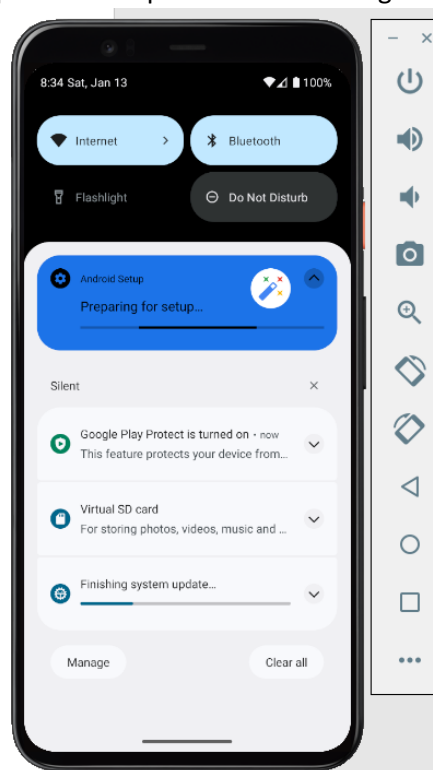 8:34 Sat, Jan 13
100%
Internet
Bluetooth
Flashlight
Do Not Disturb
Android Setup
Preparing for setup...
Silent
Google Play Protect is turned on • now
This feature protects your device from...
Virtual SD card
For storing photos, videos, music and ...
Finishing system update...
Manage
Clear all